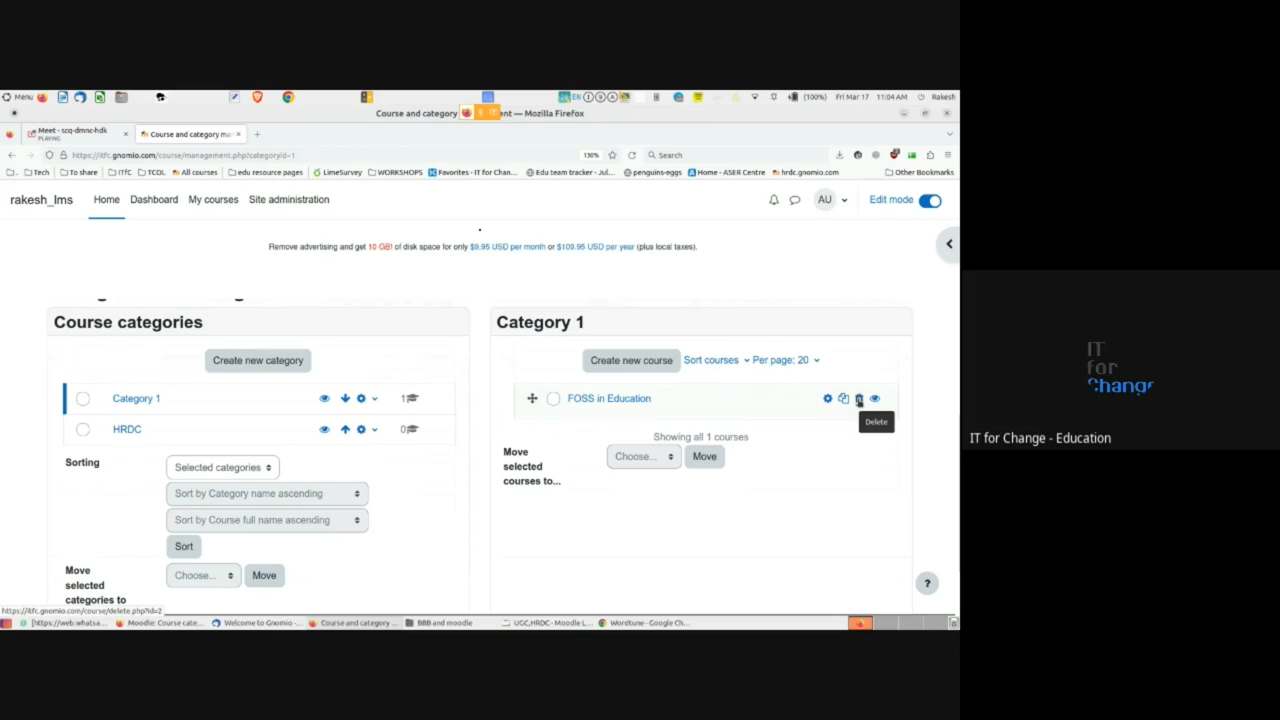 Menu
EN
(100%) Fri Mar 17 11:04 AM Rakesh
Course and category ent — Mozilla Firefox
Meet - scq-dmnc-hdk
PLAYING
Course and category ma
https://itfc.gnomio.com/course/management.php?categoryid=1
130%
Search
Tech To share ITfC TCOL All courses edu resource pages LimeSurvey WORKSHOPS Favorites - IT for Chan... Edu team tracker - Jul... penguins-eggs Home - ASER Centre hrdc.gnomio.com Other Bookmarks
rakesh_lms Home Dashboard My courses Site administration AU Edit mode
Remove advertising and get 10 GB! of disk space for only $9.95 USD per month or $109.95 USD per year (plus local taxes).
Course categories
Create new category
Category 1 1
HRDC 0
Sorting
Selected categories
Sort by Category name ascending
Sort by Course full name ascending
Sort
Move
selected
categories to
Choose... Move
Category 1
Create new course Sort courses Per page: 20
FOSS in Education
Delete
Showing all 1 courses
Move
selected
courses to...
Choose... Move
?
https://itfc.gnomio.com/course/delete.php?id=2
[https://web.whatsa... Moodle: Course cate... Welcome to Gnomio -... Course and category ... BBB and moodle UGC,HRDC - Moodle L... Wordtune - Google Ch...
IT
for
Change
IT for Change - Education